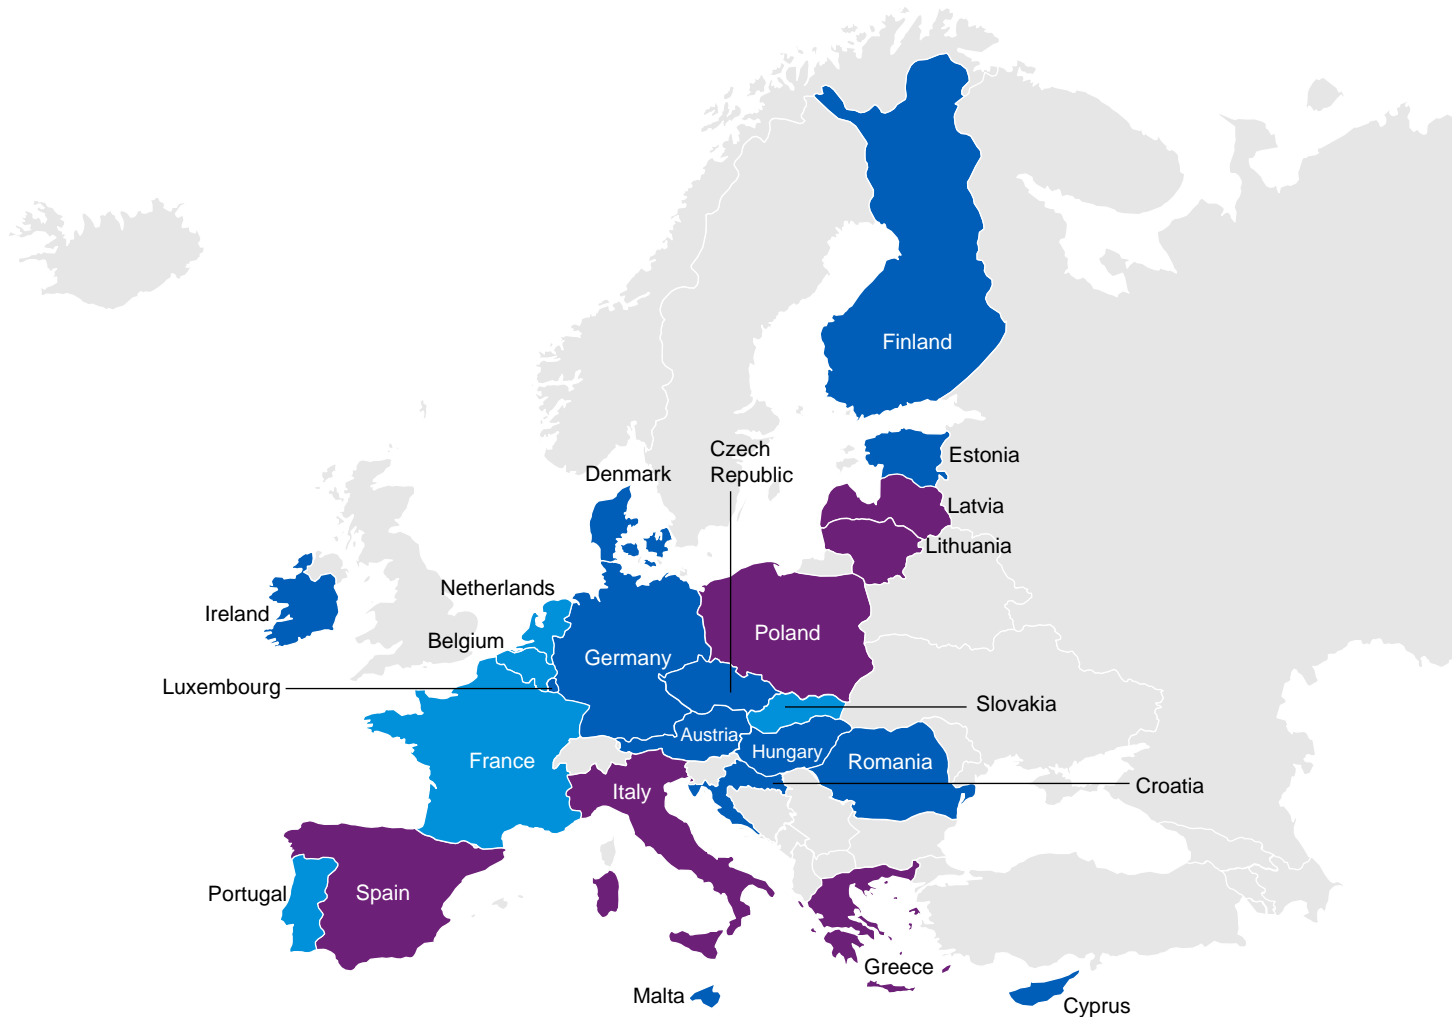 Finland
Czech
Republic
Estonia
Denmark
Latvia
Lithuania
Netherlands
Ireland
Poland
Belgium
Germany
Luxembourg
Slovakia
Austria
Hungary
France
Romania
Croatia
Italy
Portugal
Spain
Greece
Malta
Cyprus